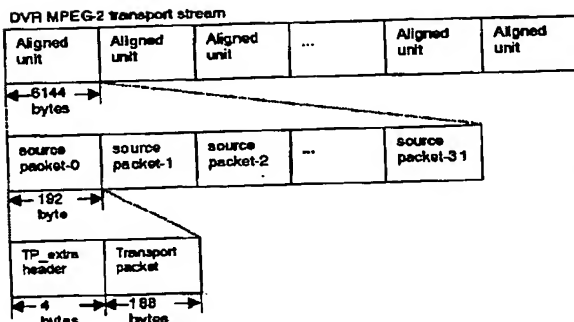 DVR MPEG-2 transport stream
Aligned unit Aligned unit Aligned unit ... Aligned unit Aligned unit
6144 bytes
source packet-0 source packet-1 source packet-2 ... source packet-31
192 byte
TP_extra header Transport packet
4 bytes 188 bytes